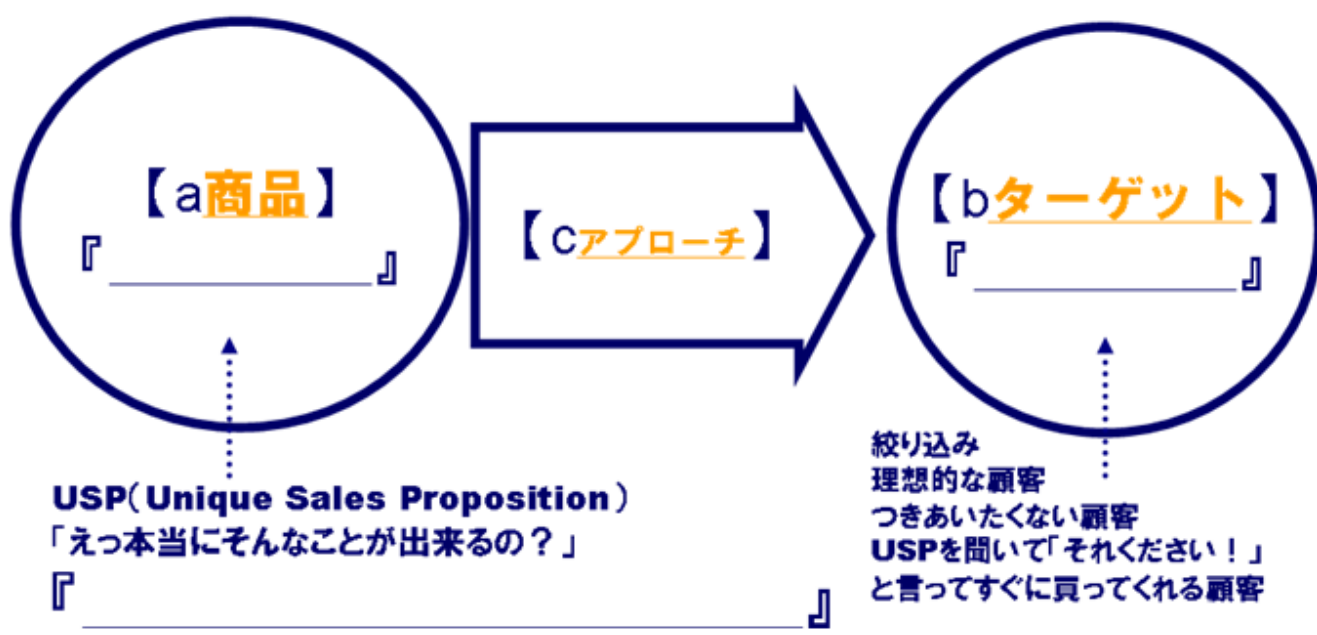 【a商品】
『____________』
【cアプローチ】
【bターゲット】
『____________』
USP（Unique Sales Proposition）
「えっ本当にそんなことが出来るの？」
『__________________________________』
絞り込み
理想的な顧客
つきあいたくない顧客
USPを聞いて「それください！」
と言ってすぐに買ってくれる顧客